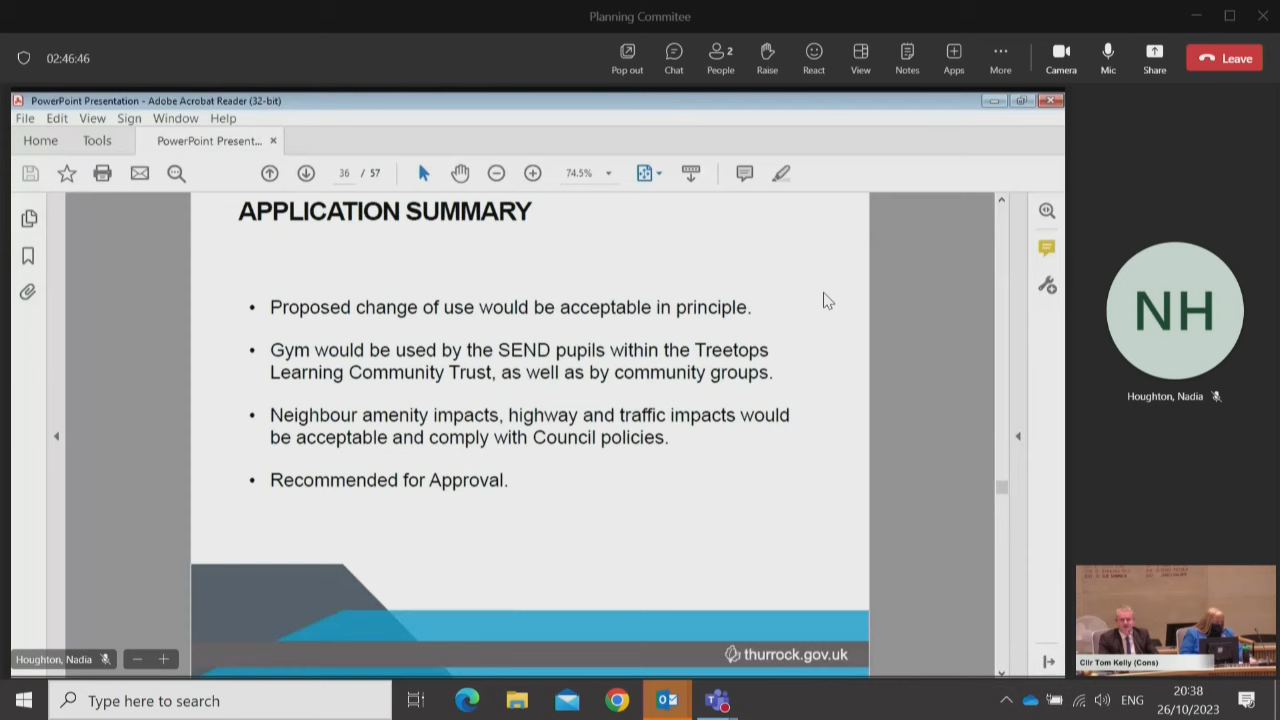 Planning Commitee
02:46:46
Pop out
Chat
People 2
Raise
React
View
Notes
Apps
More
Camera
Mic
Share
Leave
PowerPoint Presentation - Adobe Acrobat Reader (32-bit)
File Edit View Sign Window Help
Home Tools PowerPoint Present...
36 / 57
74.5%
APPLICATION SUMMARY
• Proposed change of use would be acceptable in principle.
• Gym would be used by the SEND pupils within the Treetops
Learning Community Trust, as well as by community groups.
• Neighbour amenity impacts, highway and traffic impacts would
be acceptable and comply with Council policies.
• Recommended for Approval.
thurrock.gov.uk
NH
Houghton, Nadia
Houghton, Nadia
Cllr Tom Kelly (Cons)
Type here to search
ENG
20:38
26/10/2023